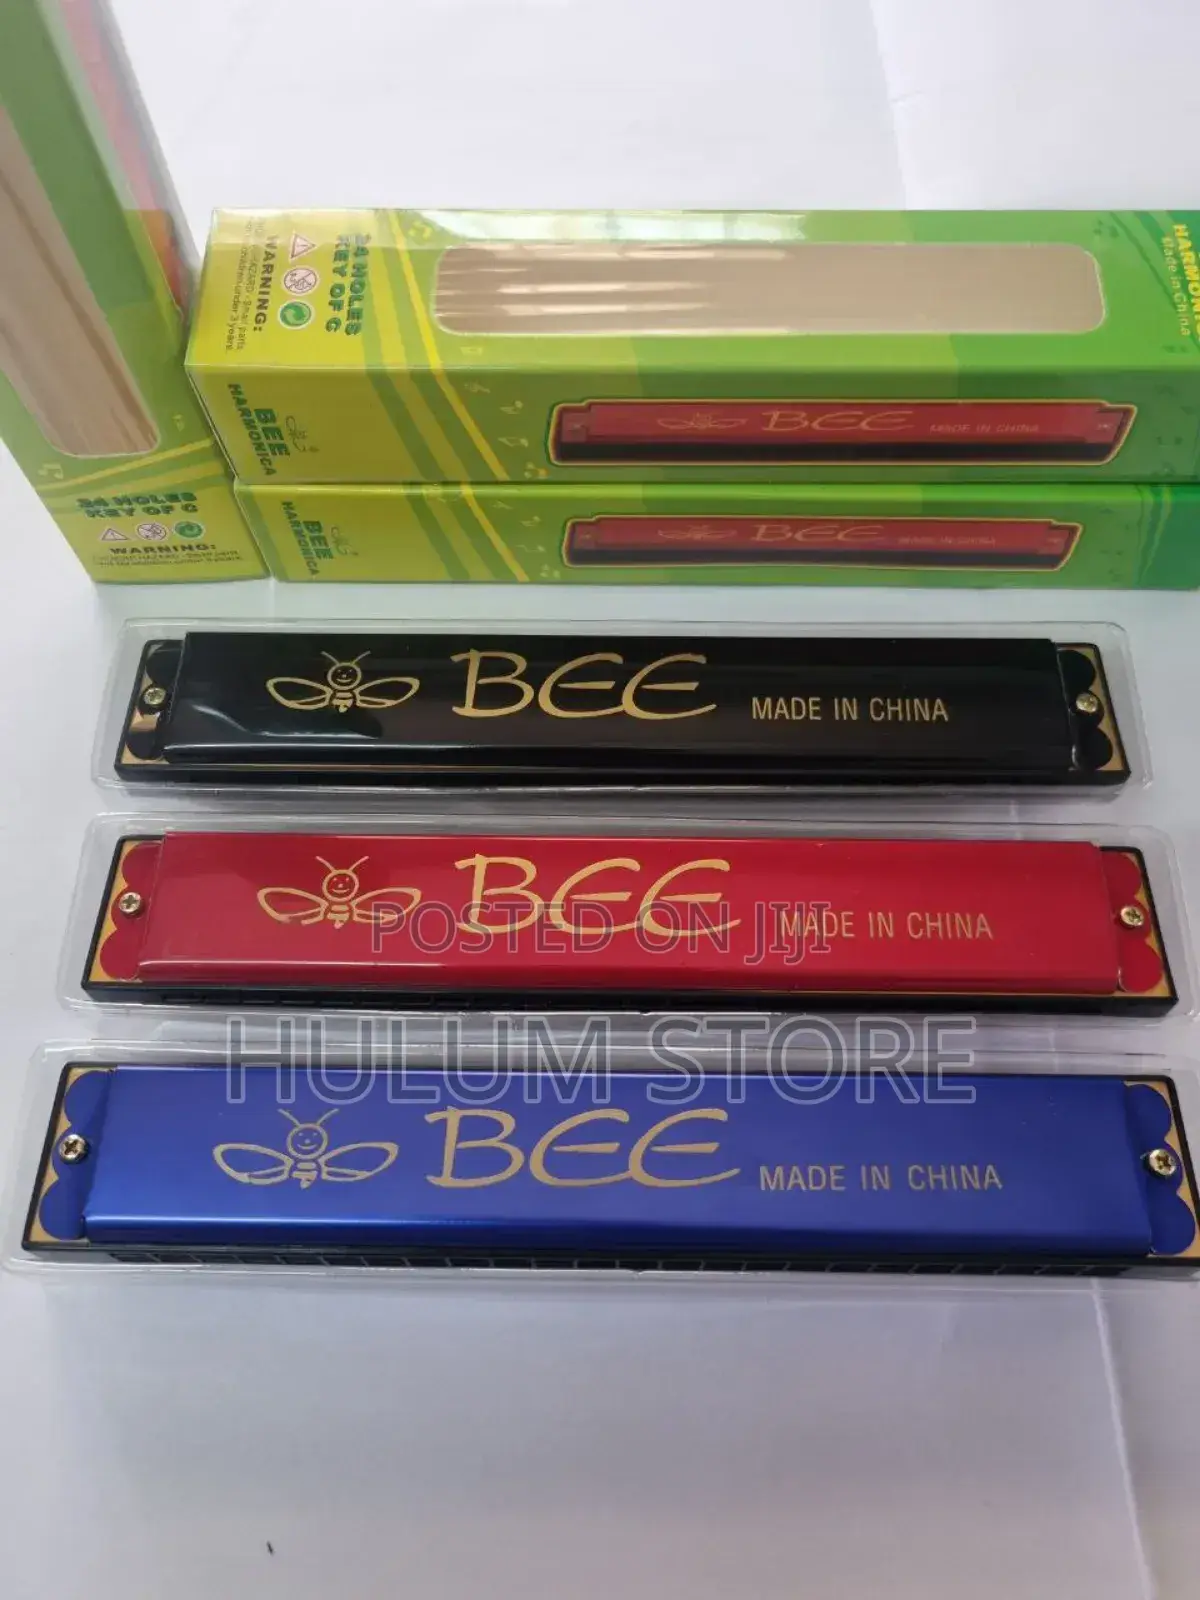 24 HOLES
KEY OF C
WARNING:
HARMONICA
Made in China
BEE
HARMONICA
BEE
MADE IN CHINA
BEE
HARMONICA
BEE
MADE IN CHINA
24 HOLES
KEY OF C
WARNING:
BEE
MADE IN CHINA
BEE
MADE IN CHINA
POSTED ON JIJI
HULUM STORE
BEE
MADE IN CHINA